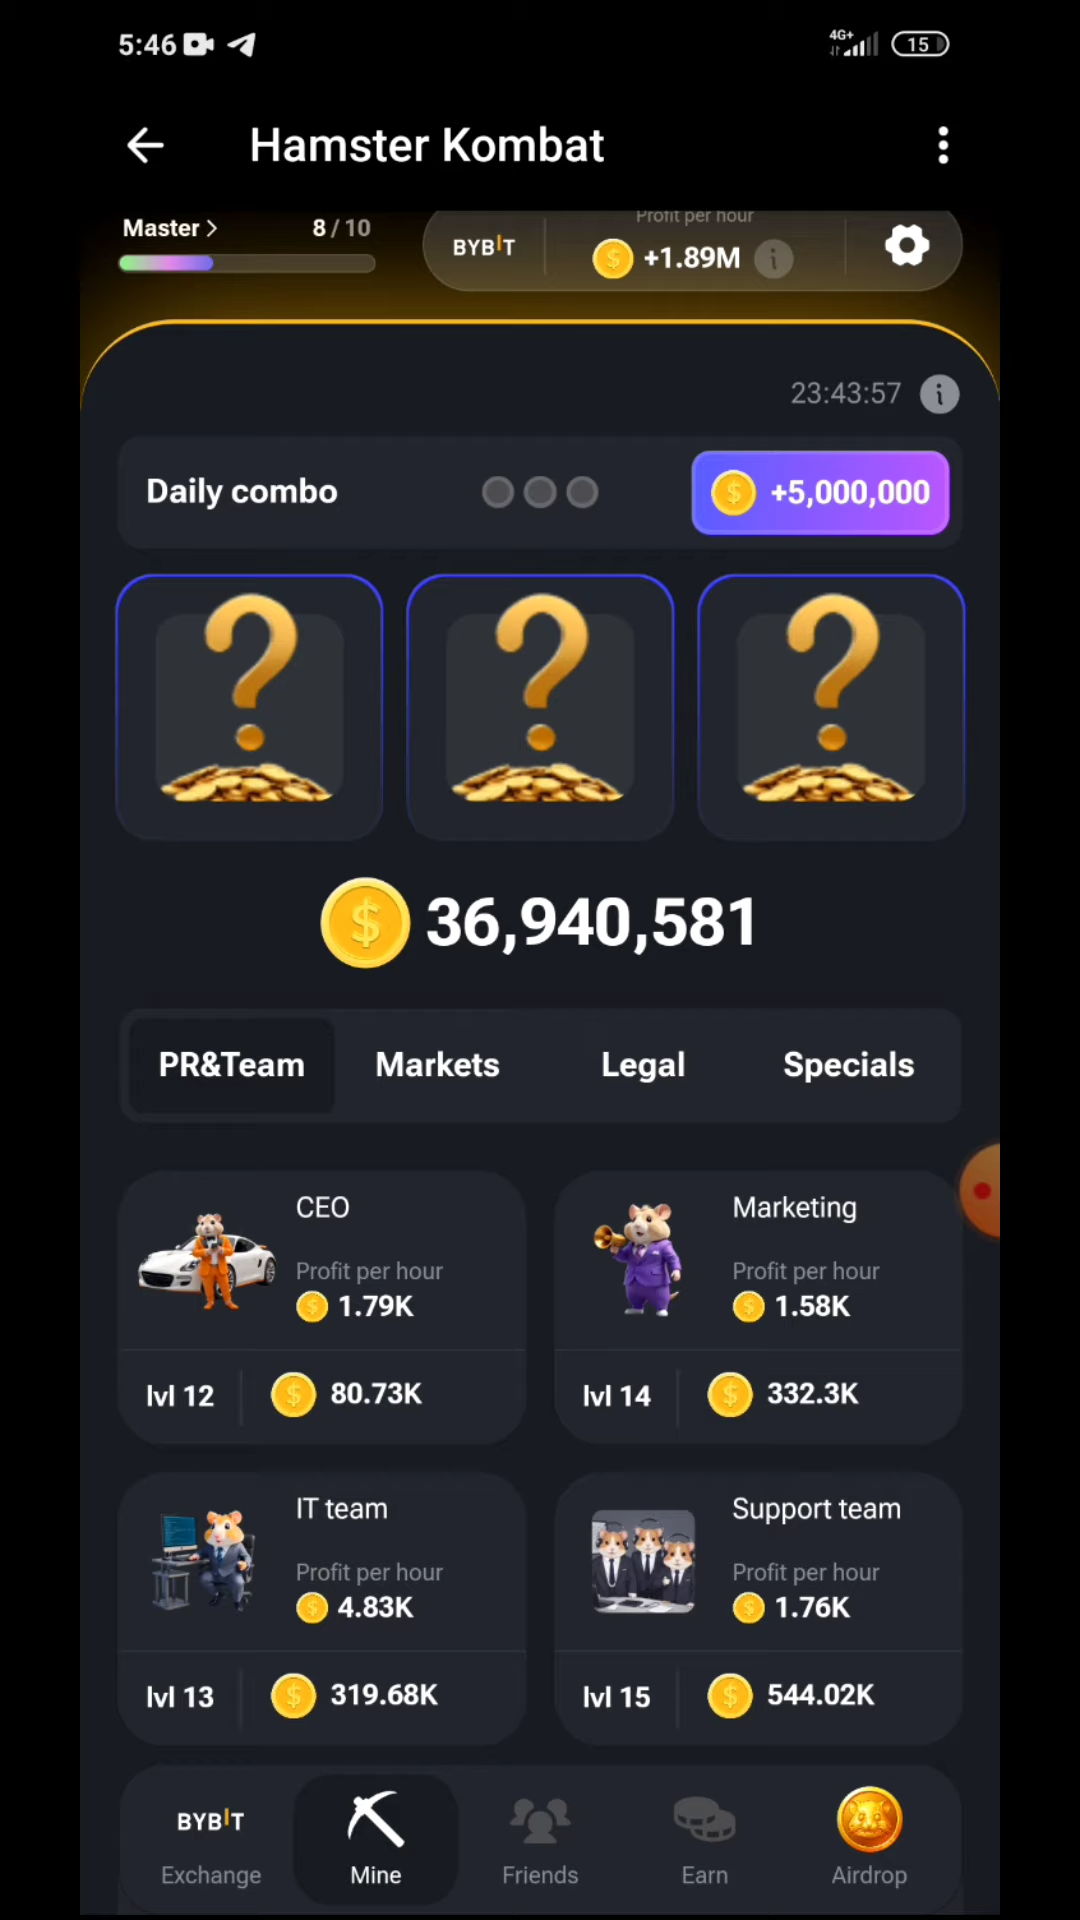 5:46
4G+
15
Hamster Kombat
Master >
8 / 10
BYBIT
Profit per hour
+1.89M
23:43:57
Daily combo
+5,000,000
36,940,581
PR&Team
Markets
Legal
Specials
CEO
Profit per hour
1.79K
lvl 12
80.73K
Marketing
Profit per hour
1.58K
lvl 14
332.3K
IT team
Profit per hour
4.83K
lvl 13
319.68K
Support team
Profit per hour
1.76K
lvl 15
544.02K
BYBIT
Exchange
Mine
Friends
Earn
Airdrop